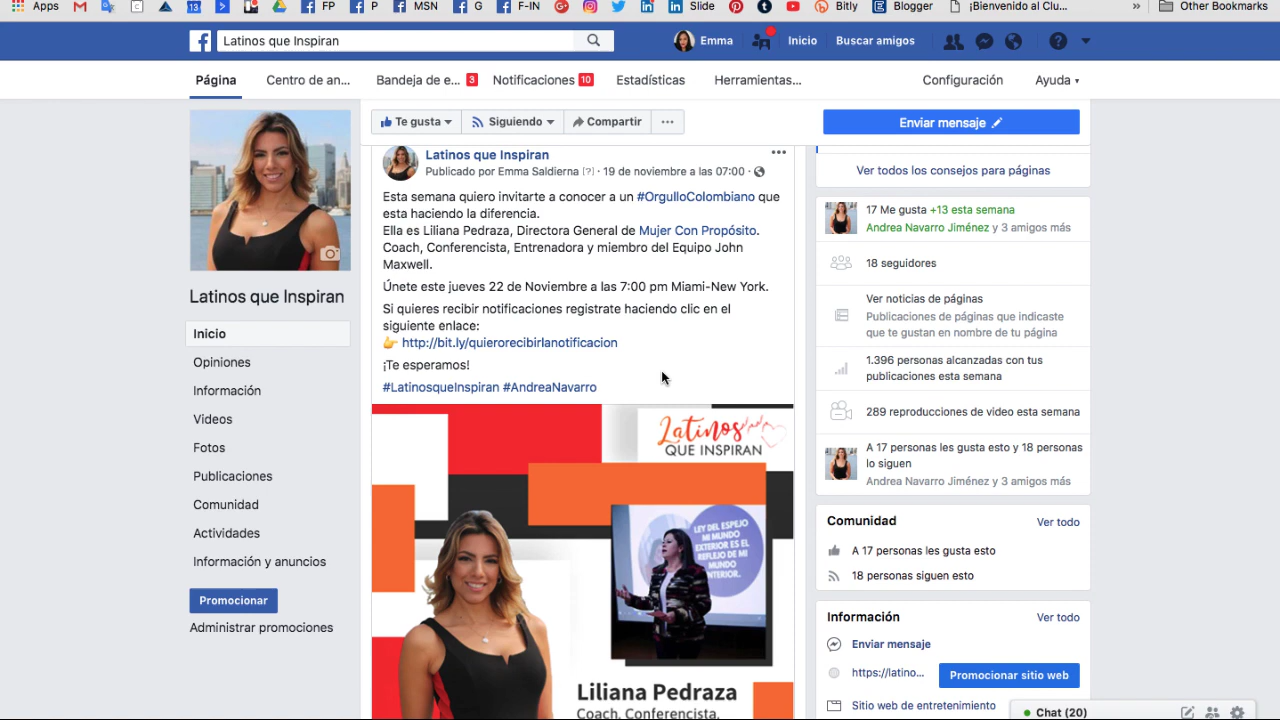 Apps
13
FP
P
MSN
G
F-IN
Slide
Bitly
Blogger
¡Bienvenido al Clu...
»
Other Bookmarks
Latinos que Inspiran
Emma
Inicio
Buscar amigos
Página
Centro de an...
Bandeja de e... 3
Notificaciones 10
Estadísticas
Herramientas...
Configuración
Ayuda
Te gusta
Siguiendo
Compartir
...
Enviar mensaje
Latinos que Inspiran
Inicio
Opiniones
Información
Videos
Fotos
Publicaciones
Comunidad
Actividades
Información y anuncios
Promocionar
Administrar promociones
Latinos que Inspiran
Publicado por Emma Saldierna [?] · 19 de noviembre a las 07:00 ·
Esta semana quiero invitarte a conocer a un #OrgulloColombiano que
esta haciendo la diferencia.
Ella es Liliana Pedraza, Directora General de Mujer Con Propósito.
Coach, Conferencista, Entrenadora y miembro del Equipo John
Maxwell.
Únete este jueves 22 de Noviembre a las 7:00 pm Miami-New York.
Si quieres recibir notificaciones registrate haciendo clic en el
siguiente enlace:
👉 http://bit.ly/quierorecibirlanotificacion
¡Te esperamos!
#LatinosqueInspiran #AndreaNavarro
Latinos
QUE INSPIRAN
LEY DEL ESPEJO
MI MUNDO
EXTERIOR ES EL
REFLEJO DE MI
MUNDO
INTERIOR.
Liliana Pedraza
Coach, Conferencista,
Ver todos los consejos para páginas
17 Me gusta +13 esta semana
Andrea Navarro Jiménez y 3 amigos más
18 seguidores
Ver noticias de páginas
Publicaciones de páginas que indicaste
que te gustan en nombre de tu página
1.396 personas alcanzadas con tus
publicaciones esta semana
289 reproducciones de video esta semana
A 17 personas les gusta esto y 18 personas
lo siguen
Andrea Navarro Jiménez y 3 amigos más
Comunidad
Ver todo
A 17 personas les gusta esto
18 personas siguen esto
Información
Ver todo
Enviar mensaje
https://latino...
Promocionar sitio web
Sitio web de entretenimiento
Chat (20)